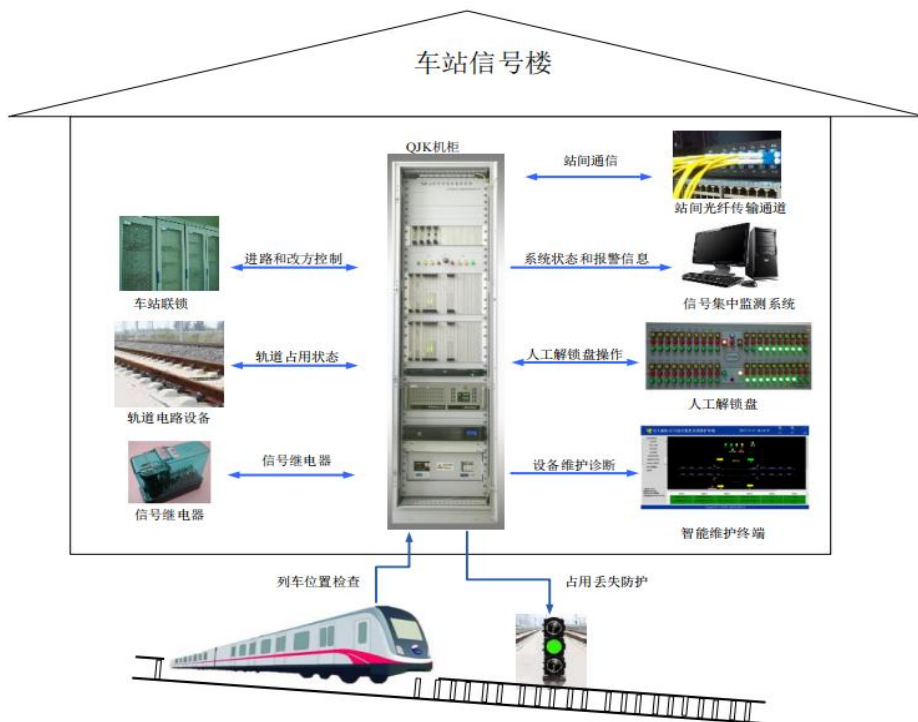 车站信号楼
QJK机柜
站间通信
站间光纤传输通道
进路和改方控制
车站联锁
系统状态和报警信息
信号集中监测系统
轨道占用状态
轨道电路设备
人工解锁盘操作
人工解锁盘
信号继电器
信号继电器
设备维护诊断
智能维护终端
列车位置检查
占用丢失防护